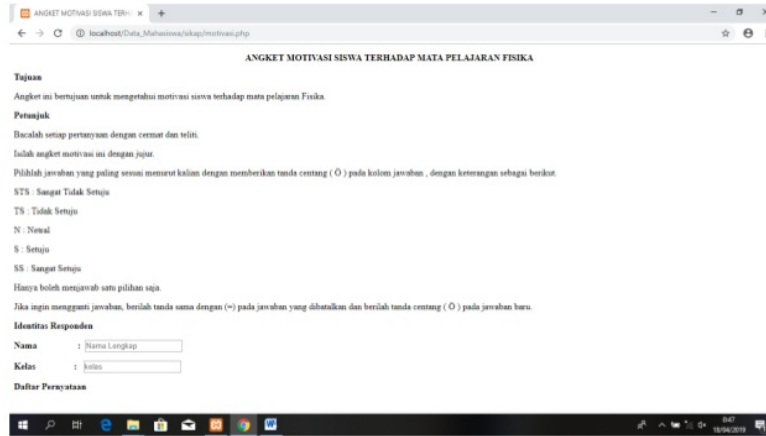 ANGKET MOTIVASI SISWA TERH
localhost/Data_Mahasiswa/sikap/motivasi.php
ANGKET MOTIVASI SISWA TERHADAP MATA PELAJARAN FISIKA
Tujuan
Angket ini bertujuan untuk mengetahui motivasi siswa terhadap mata pelajaran Fisika.
Petunjuk
Bacalah setiap pertanyaan dengan cermat dan teliti.
Isilah angket motivasi ini dengan jujur.
Pilihlah jawaban yang paling sesuai menurut kalian dengan memberikan tanda centang ( Ö ) pada kolom jawaban , dengan keterangan sebagai berikut.
STS : Sangat Tidak Setuju
TS : Tidak Setuju
N : Netral
S : Setuju
SS : Sangat Setuju
Hanya boleh menjawab satu pilihan saja.
Jika ingin mengganti jawaban, berilah tanda sama dengan (=) pada jawaban yang dibatalkan dan berilah tanda centang ( Ö ) pada jawaban baru.
Identitas Responden
Nama : Nama Lengkap
Kelas : kelas
Daftar Pernyataan
0:47
18/04/2019